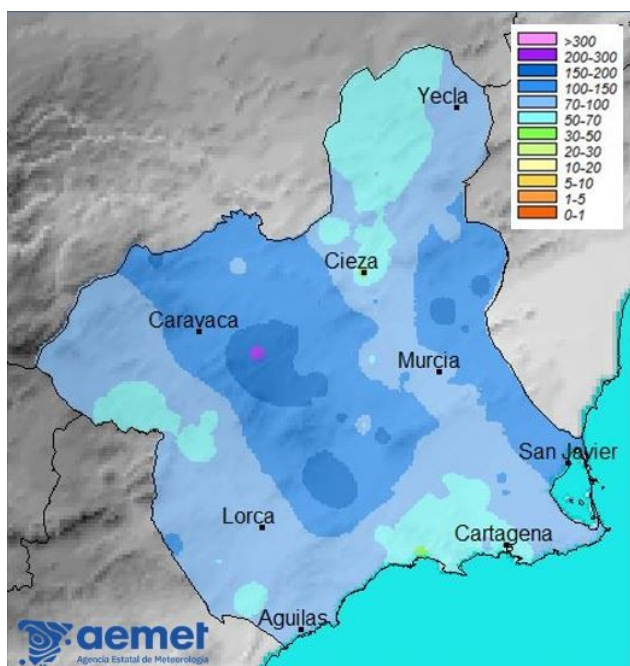 >300
200-300
150-200
100-150
70-100
50-70
30-50
20-30
10-20
5-10
1-5
0-1
Yecla
Cieza
Caravaca
Murcia
San Javier
Lorca
Cartagena
Aguilas
aemet
Agencia Estatal de Meteorología